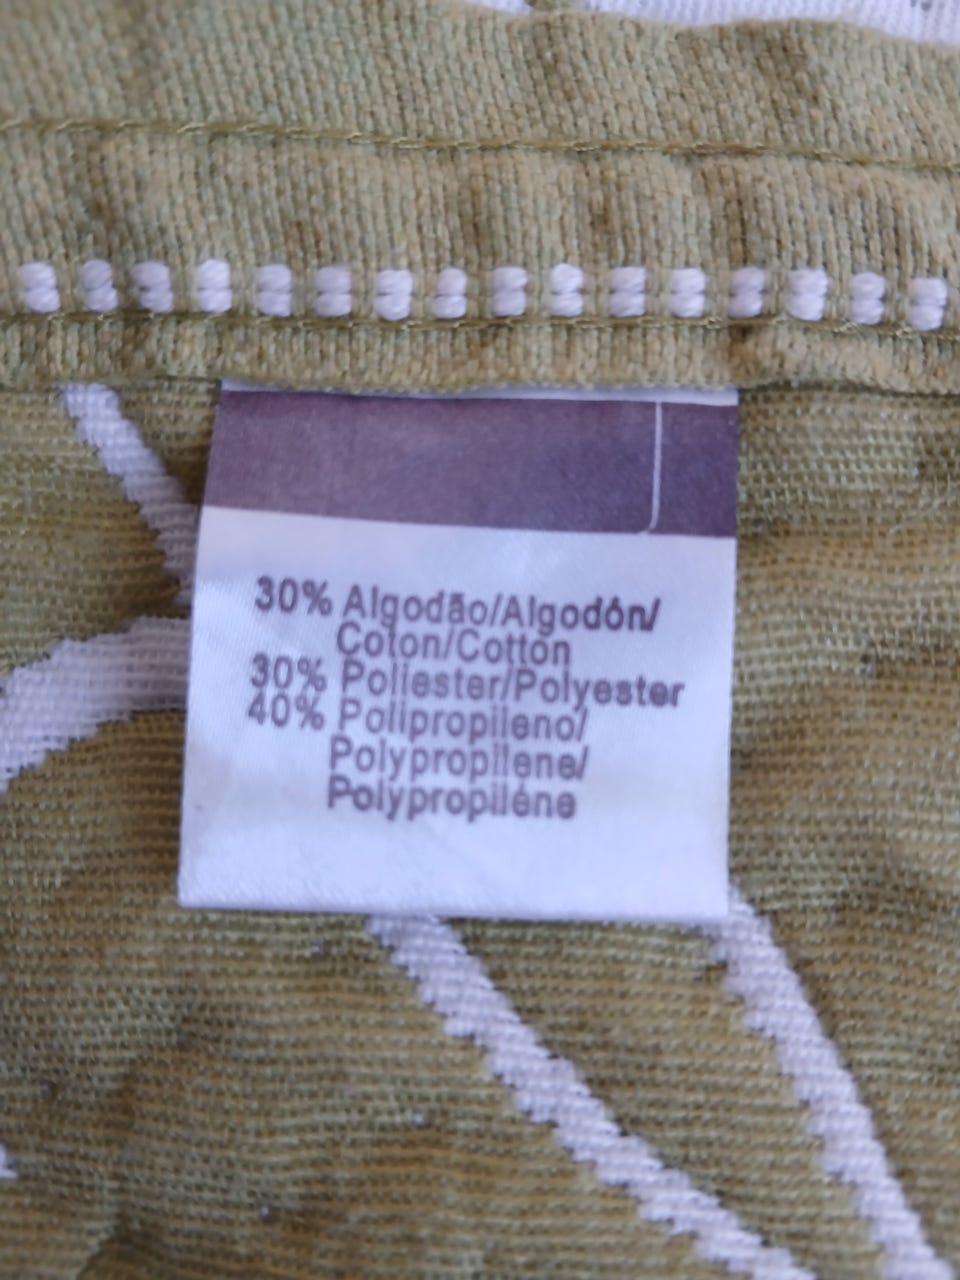 30% Algodão/Algodón/
Coton/Cotton
30% Poliester/Polyester
40% Polipropileno/
Polypropilene/
Polypropiléne